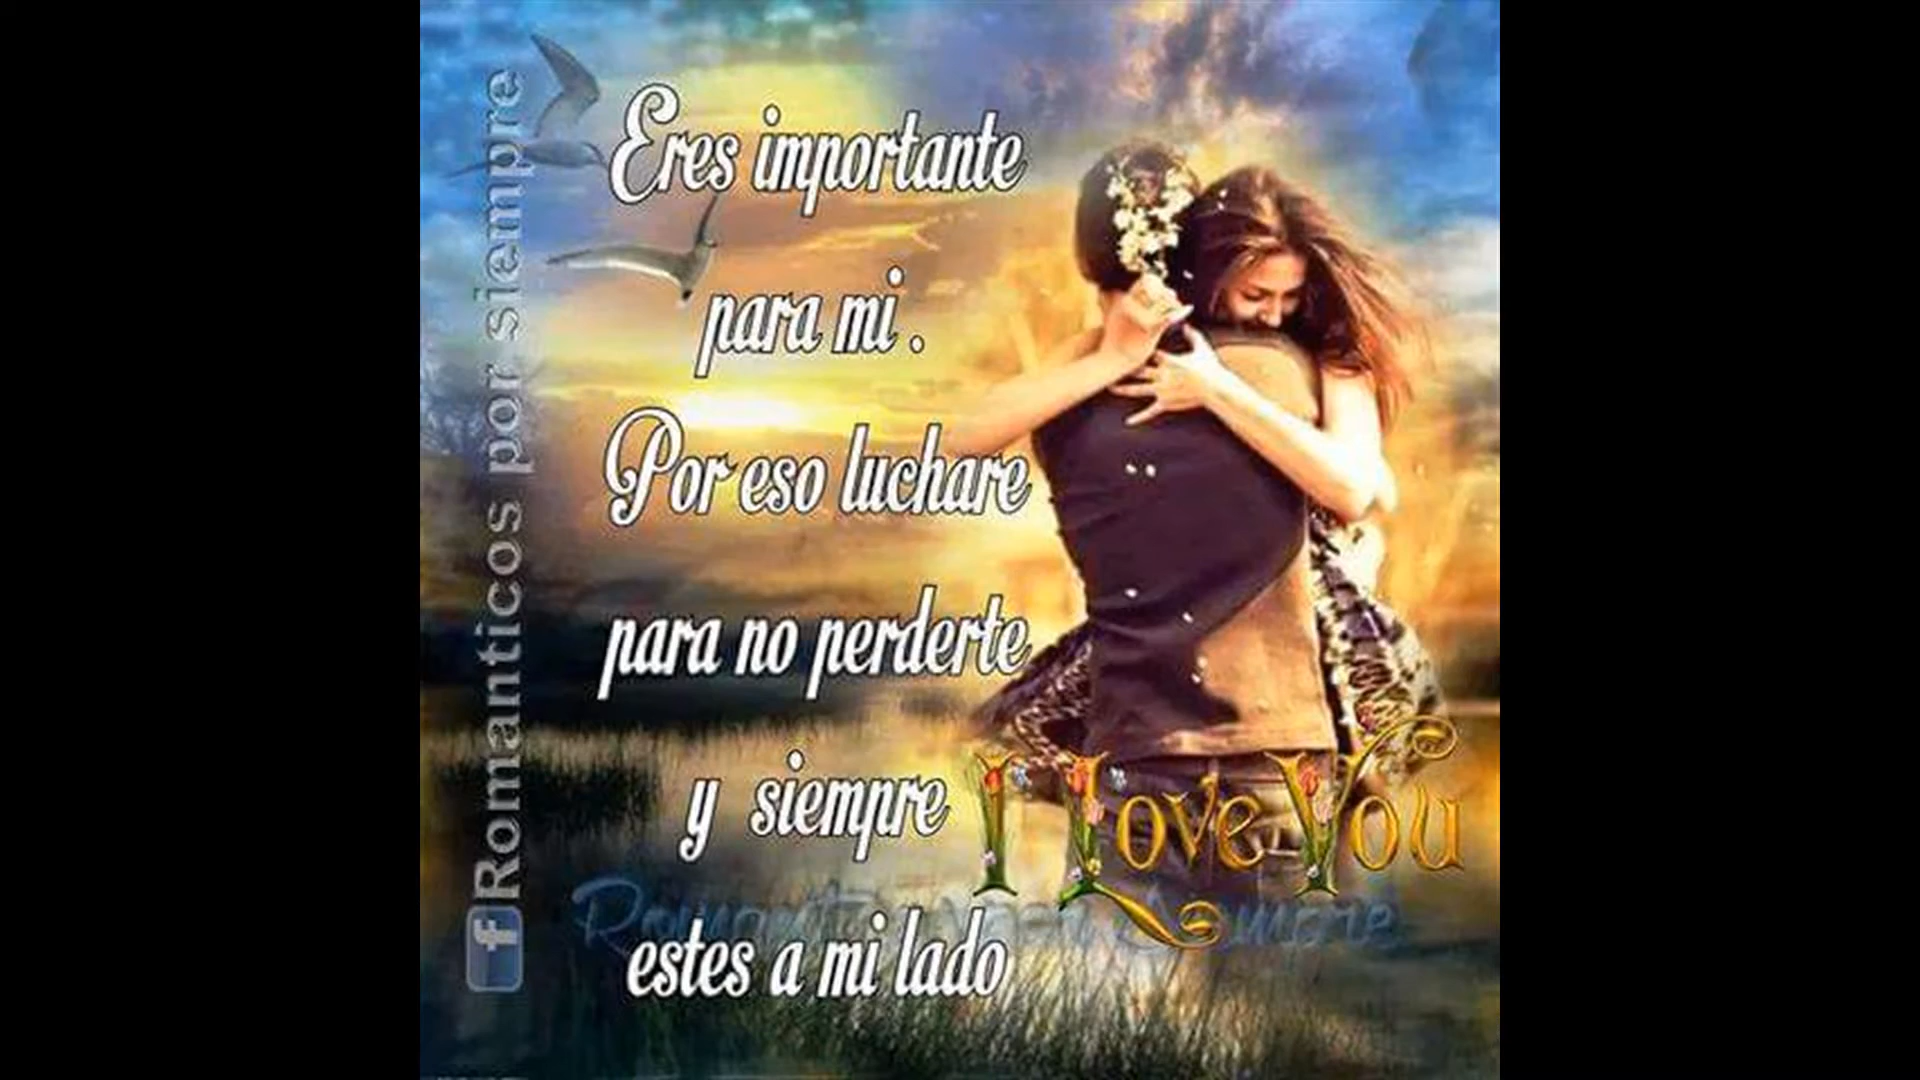 Eres importante
para mi .
Por eso luchare
para no perderte
y siempre
estes a mi lado
I Love You
Romanticos por siempre